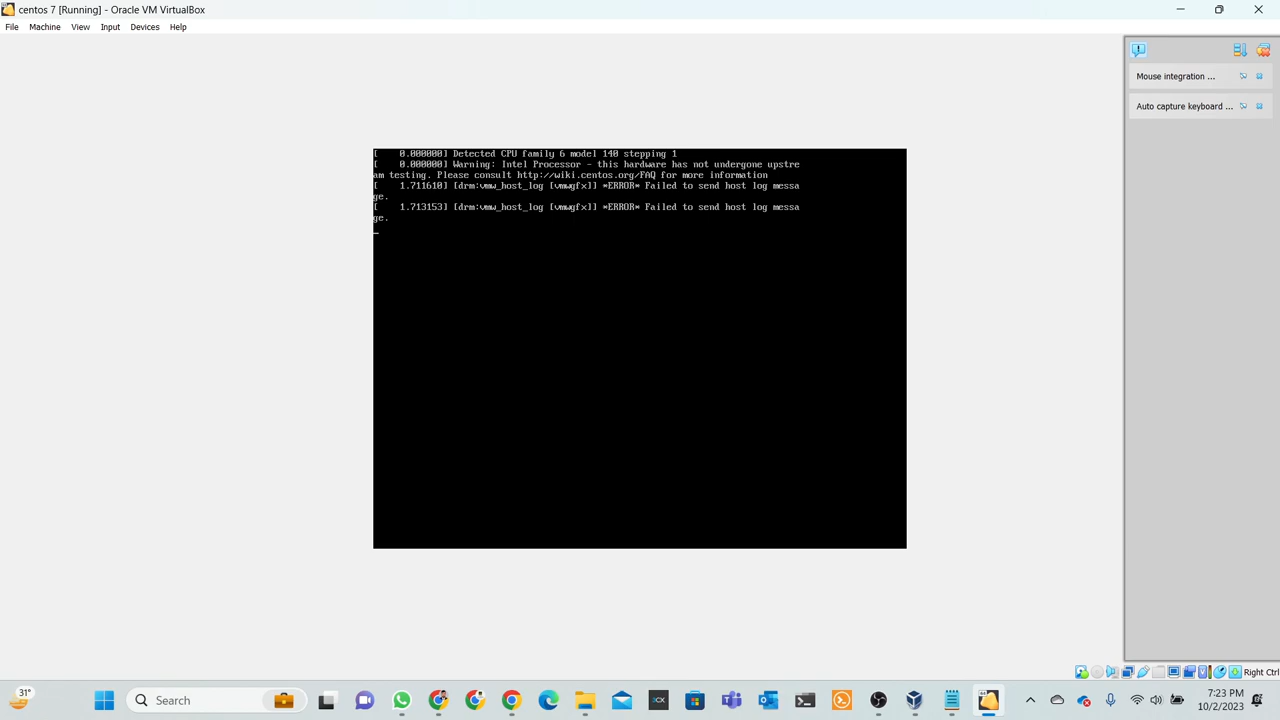 centos 7 [Running] - Oracle VM VirtualBox
File Machine View Input Devices Help
Mouse integration ...
Auto capture keyboard ...
[    0.000000] Detected CPU family 6 model 140 stepping 1
[    0.000000] Warning: Intel Processor - this hardware has not undergone upstre
am testing. Please consult http://wiki.centos.org/FAQ for more information
[    1.711610] [drm:vmw_host_log [vmwgfx]] *ERROR* Failed to send host log messa
ge.
[    1.713153] [drm:vmw_host_log [vmwgfx]] *ERROR* Failed to send host log messa
ge.
_
Right Ctrl
31°
Search
3CX
7:23 PM
10/2/2023